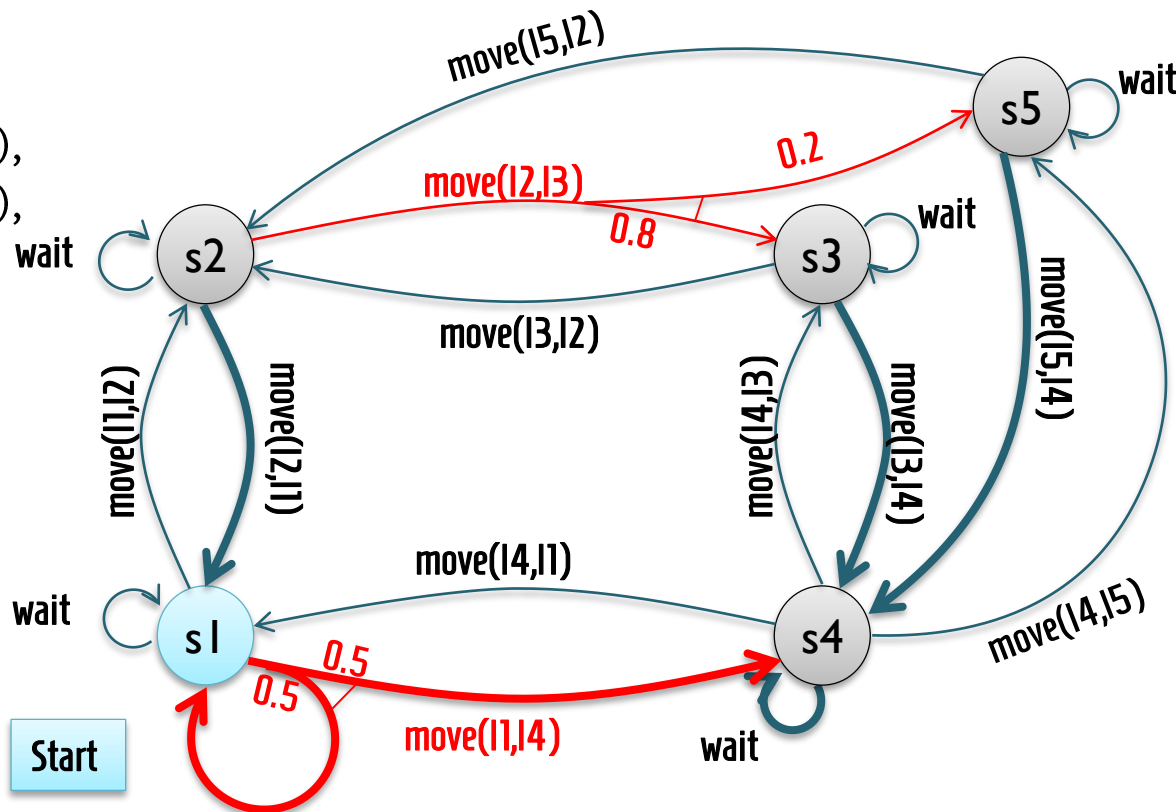 move(l5,l2)
wait
s5
),
0.2
move(l2,l3)
),
0.8
wait
wait
s2
s3
move(l3,l2)
move(l5,l4)
move(l1,l2)
move(l2,l1)
move(l4,l3)
move(l3,l4)
move(l4,l1)
wait
s1
s4
move(l4,l5)
0.5
0.5
move(l1,l4)
wait
Start